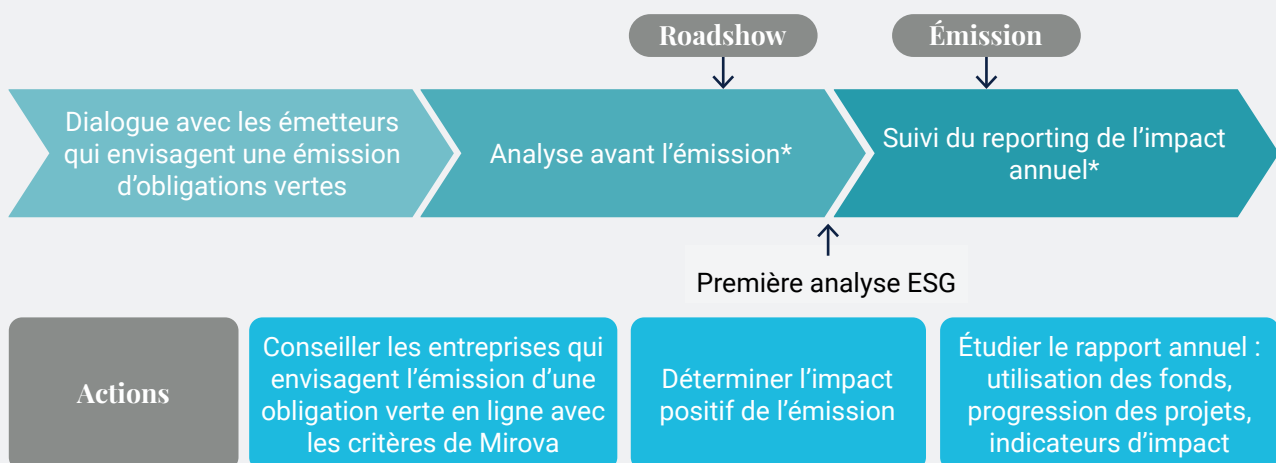 Roadshow
Émission
Dialogue avec les émetteurs
qui envisagent une émission
d’obligations vertes
Analyse avant l’émission*
Suivi du reporting de l’impact
annuel*
Première analyse ESG
Actions
Conseiller les entreprises qui
envisagent l’émission d’une
obligation verte en ligne avec
les critères de Mirova
Déterminer l’impact
positif de l’émission
Étudier le rapport annuel :
utilisation des fonds,
progression des projets,
indicateurs d’impact